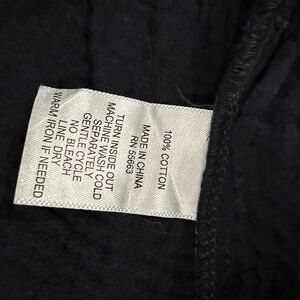 100% COTTON
MADE IN CHINA
RN 55663
TURN INSIDE OUT
MACHINE WASH COLD
SEPARATELY
GENTLE CYCLE
NO BLEACH
LINE DRY
WARM IRON IF NEEDED